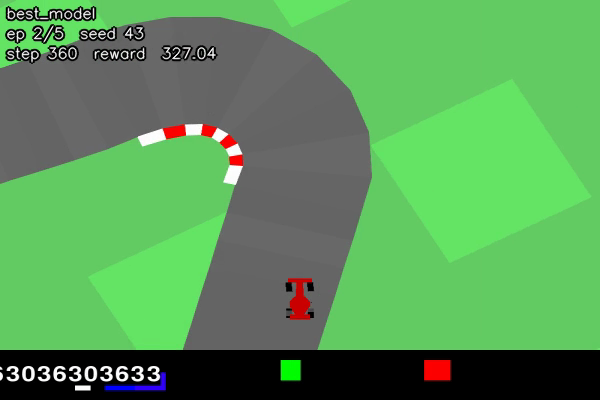 best_model
ep 2/5 seed 43
step 360 reward 327.04
63036303633